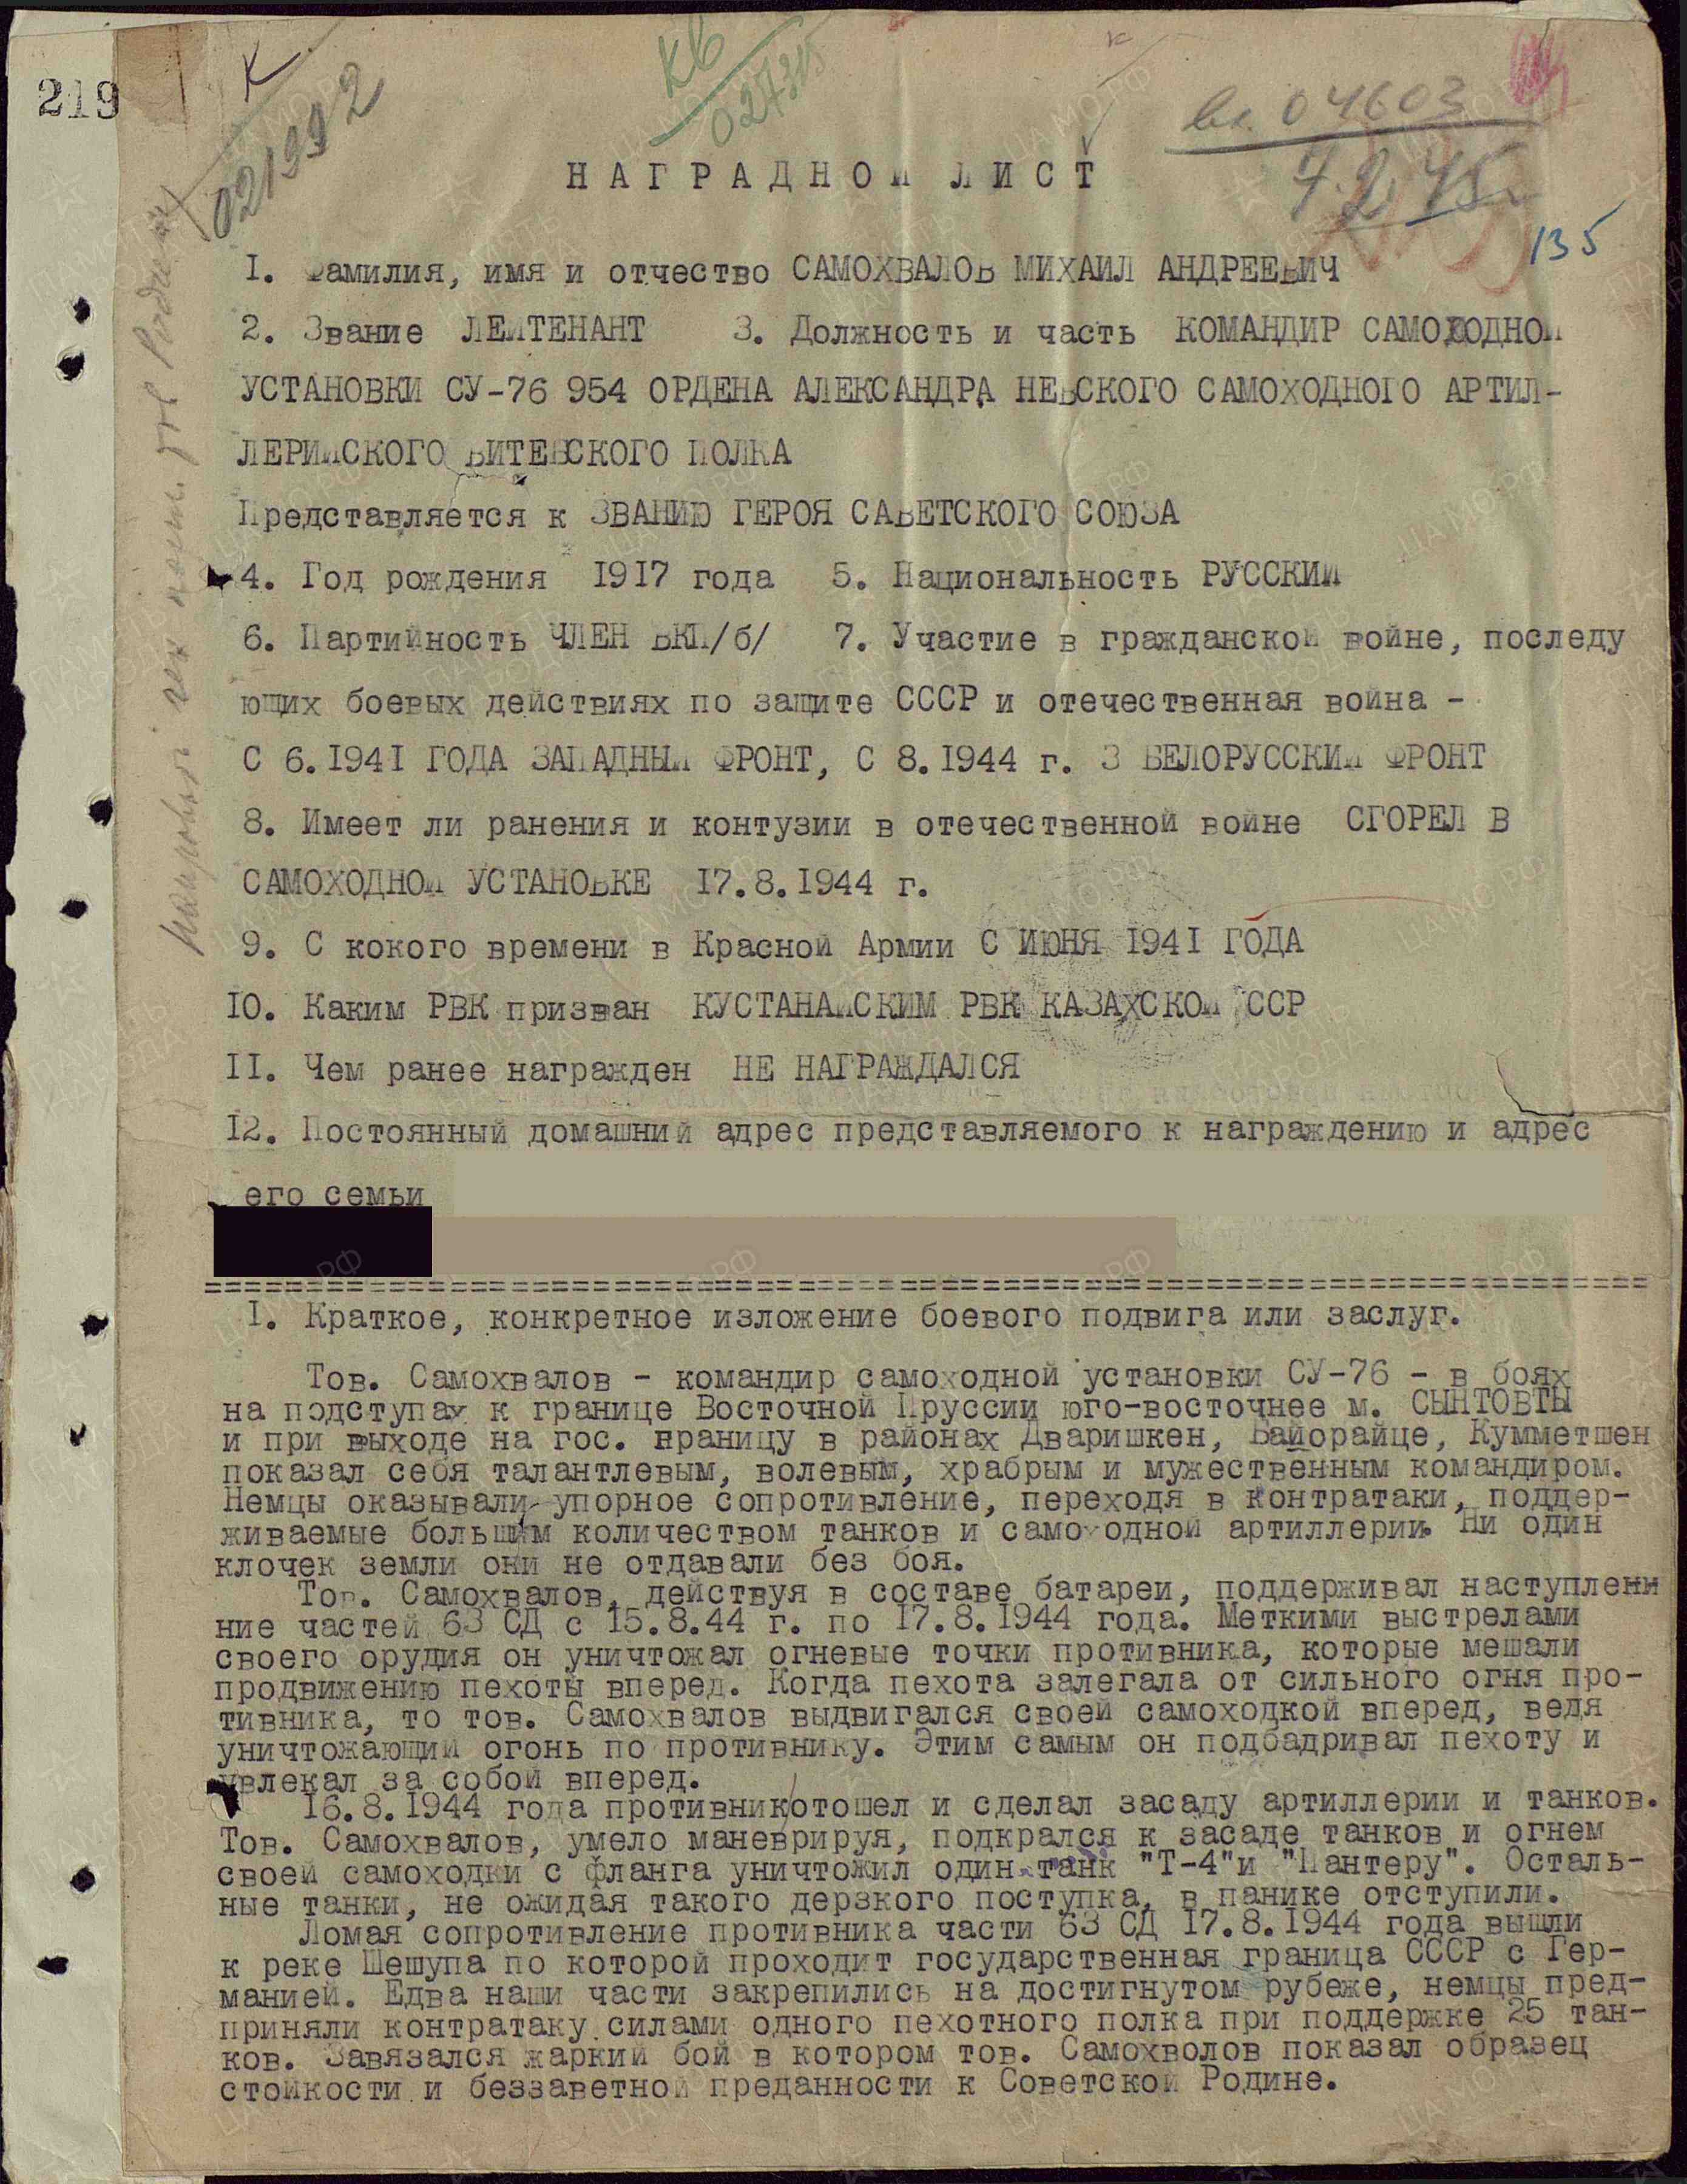 219
К
021992
КВ
027315
вх. 04603
4.2.45г
135
НАГРАДНОЙ ЛИСТ
1. Фамилия, имя и отчество САМОХВАЛОВ МИХАИЛ АНДРЕЕВИЧ
2. Звание ЛЕЙТЕНАНТ 3. Должность и часть КОМАНДИР САМОХОДНОЙ
УСТАНОВКИ СУ-76 954 ОРДЕНА АЛЕКСАНДРА НЕВСКОГО САМОХОДНОГО АРТИЛ-
ЛЕРИЙСКОГО ВИТЕВСКОГО ПОЛКА
Представляется к ЗВАНИЮ ГЕРОЯ САВЕТСКОГО СОЮЗА
4. Год рождения 1917 года 5. Национальность РУССКИЙ
6. Партийность ЧЛЕН ВКП/б/ 7. Участие в гражданской войне, последу
ющих боевых действиях по защите СССР и отечественная война -
С 6.1941 ГОДА ЗАПАДНЫЙ ФРОНТ, С 8.1944 г. 3 БЕЛОРУССКИЙ ФРОНТ
8. Имеет ли ранения и контузии в отечественной войне СГОРЕЛ В
САМОХОДНОЙ УСТАНОВКЕ 17.8.1944 г.
9. С кокого времени в Красной Армии С ИЮНЯ 1941 ГОДА
10. Каким РВК призван КУСТАНАЙСКИМ РВК КАЗАХСКОЙ ССР
11. Чем ранее награжден НЕ НАГРАЖДАЛСЯ
12. Постоянный домашний адрес представляемого к награждению и адрес
его семьи
1. Краткое, конкретное изложение боевого подвига или заслуг.
Тов. Самохвалов - командир самоходной установки СУ-76 - в боях
на подступах к границе Восточной Пруссии юго-восточнее м. СЫНТОВТЫ
и при выходе на гос. границу в районах Дваришкен, Байорайце, Кумметшен
показал себя талантлевым, волевым, храбрым и мужественным командиром.
Немцы оказывали упорное сопротивление, переходя в контратаки, поддер-
живаемые большим количеством танков и самоходной артиллерии. Ни один
клочек земли они не отдавали без боя.
Тов. Самохвалов, действуя в составе батареи, поддерживал наступлени
ние частей 63 СД с 15.8.44 г. по 17.8.1944 года. Меткими выстрелами
своего орудия он уничтожал огневые точки противника, которые мешали
продвижению пехоты вперед. Когда пехота залегала от сильного огня про-
тивника, то тов. Самохвалов выдвигался своей самоходкой вперед, ведя
уничтожающий огонь по противнику. Этим самым он подбадривал пехоту и
увлекал за собой вперед.
16.8.1944 года противник отошел и сделал засаду артиллерии и танков.
Тов. Самохвалов, умело маневрируя, подкрался к засаде танков и огнем
своей самоходки с фланга уничтожил один танк "Т-4"и "Пантеру". Осталь-
ные танки, не ожидая такого дерзкого поступка, в панике отступили.
Ломая сопротивление противника части 63 СД 17.8.1944 года вышли
к реке Шешупа по которой проходит государственная граница СССР с Гер-
манией. Едва наши части закрепились на достигнутом рубеже, немцы пред-
приняли контратаку силами одного пехотного полка при поддержке 25 тан-
ков. Завязался жаркий бой в котором тов. Самохволов показал образец
стойкости и беззаветной преданности к Советской Родине.